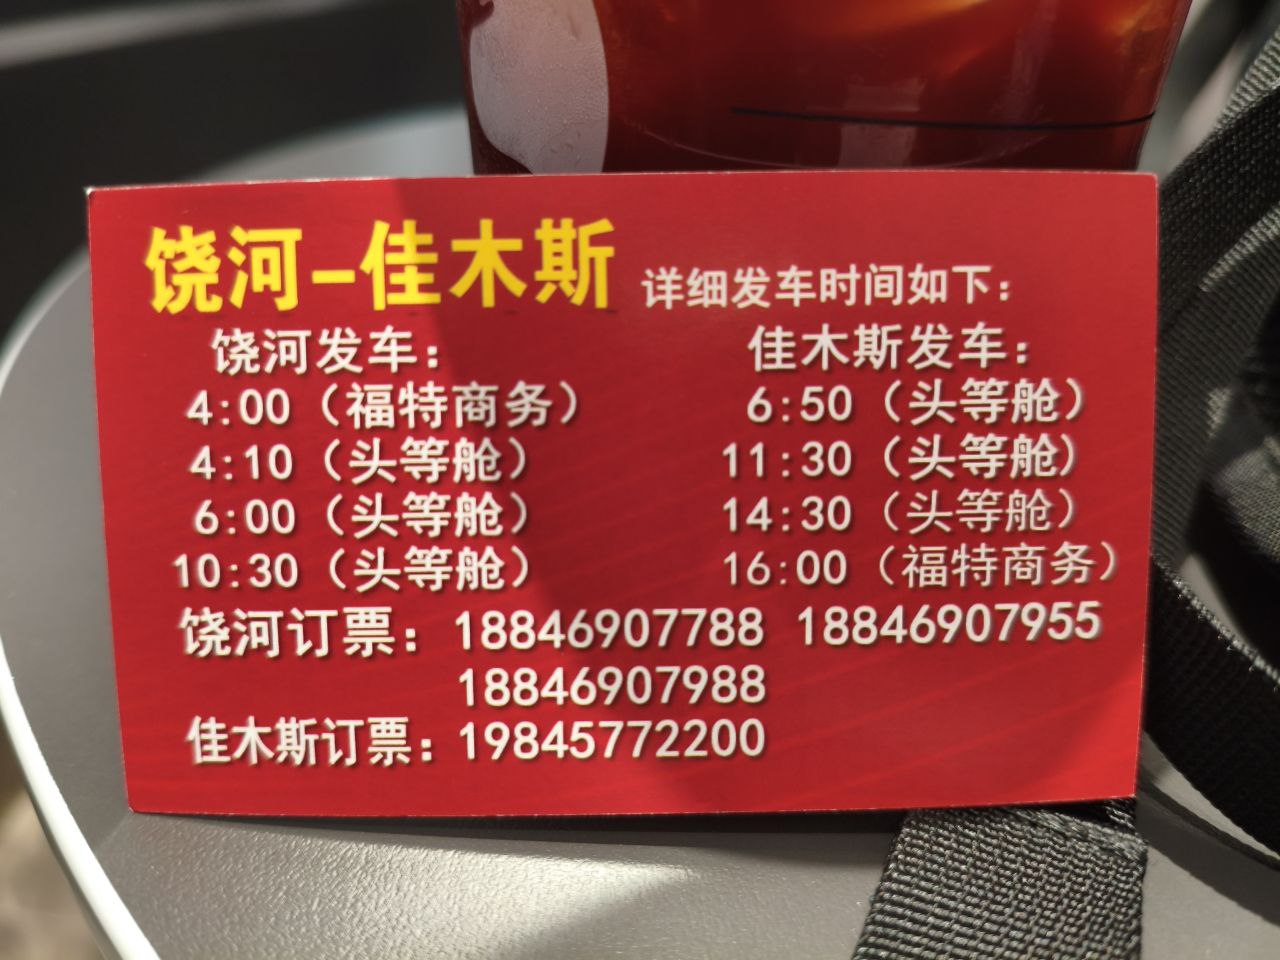 饶河-佳木斯 详细发车时间如下：
饶河发车： 佳木斯发车：
4:00（福特商务） 6:50（头等舱）
4:10（头等舱） 11:30（头等舱）
6:00（头等舱） 14:30（头等舱）
10:30（头等舱） 16:00（福特商务）
饶河订票：18846907788 18846907955
18846907988
佳木斯订票：19845772200